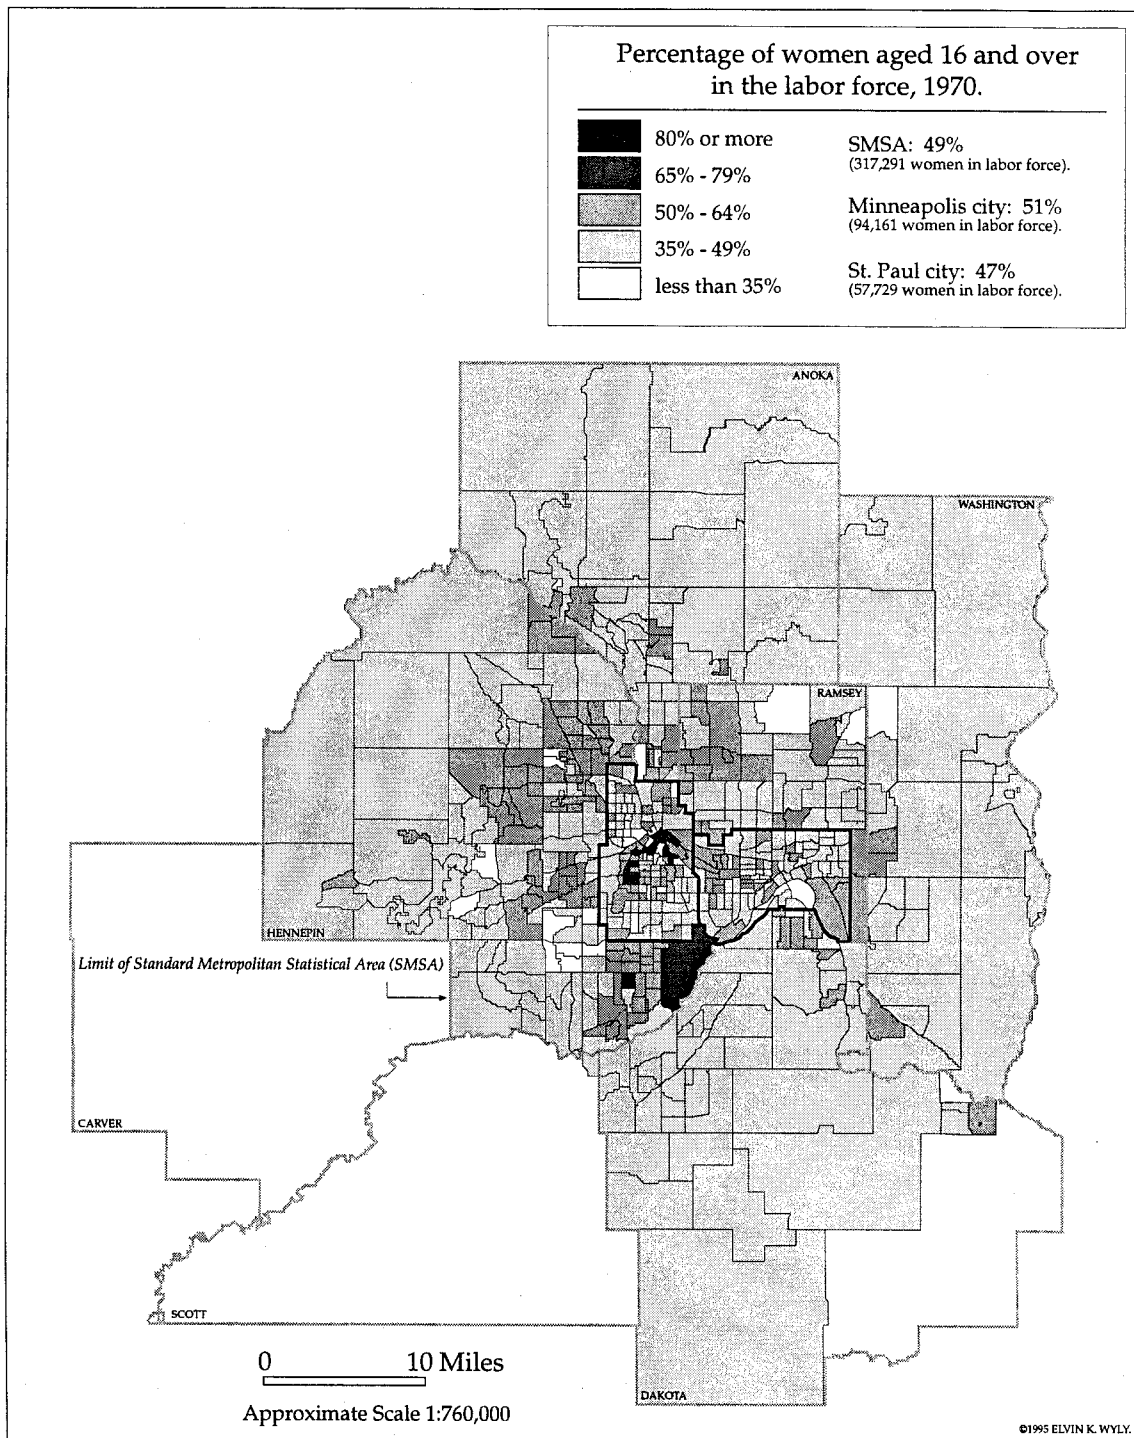 Percentage of women aged 16 and over
in the labor force, 1970.
80% or more
65% - 79%
50% - 64%
35% - 49%
less than 35%
SMSA: 49%
(317,291 women in labor force).
Minneapolis city: 51%
(94,161 women in labor force).
St. Paul city: 47%
(57,729 women in labor force).
ANOKA
WASHINGTON
RAMSEY
HENNEPIN
Limit of Standard Metropolitan Statistical Area (SMSA)
CARVER
SCOTT
DAKOTA
0 10 Miles
Approximate Scale 1:760,000
©1995 ELVIN K. WYLY.